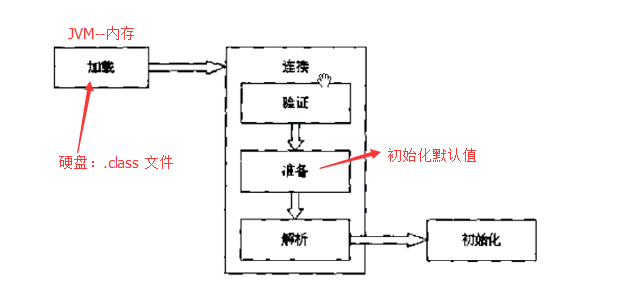 JVM--内存
加载
硬盘：.class 文件
连接
验证
准备
初始化默认值
解析
初始化